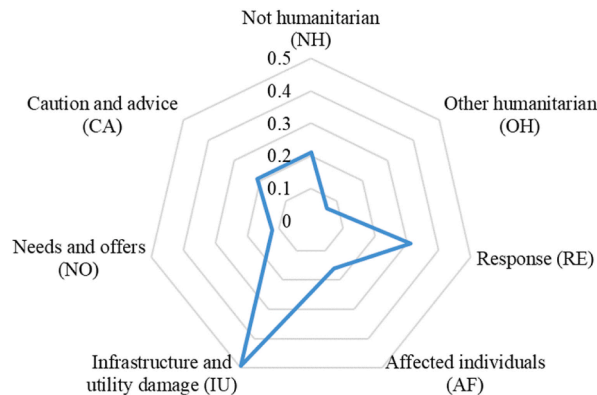 Not humanitarian
(NH)
0.5
Caution and advice
(CA)
0.4
Other humanitarian
(OH)
0.3
0.2
0.1
0
Needs and offers
(NO)
Response (RE)
Infrastructure and
utility damage (IU)
Affected individuals
(AF)